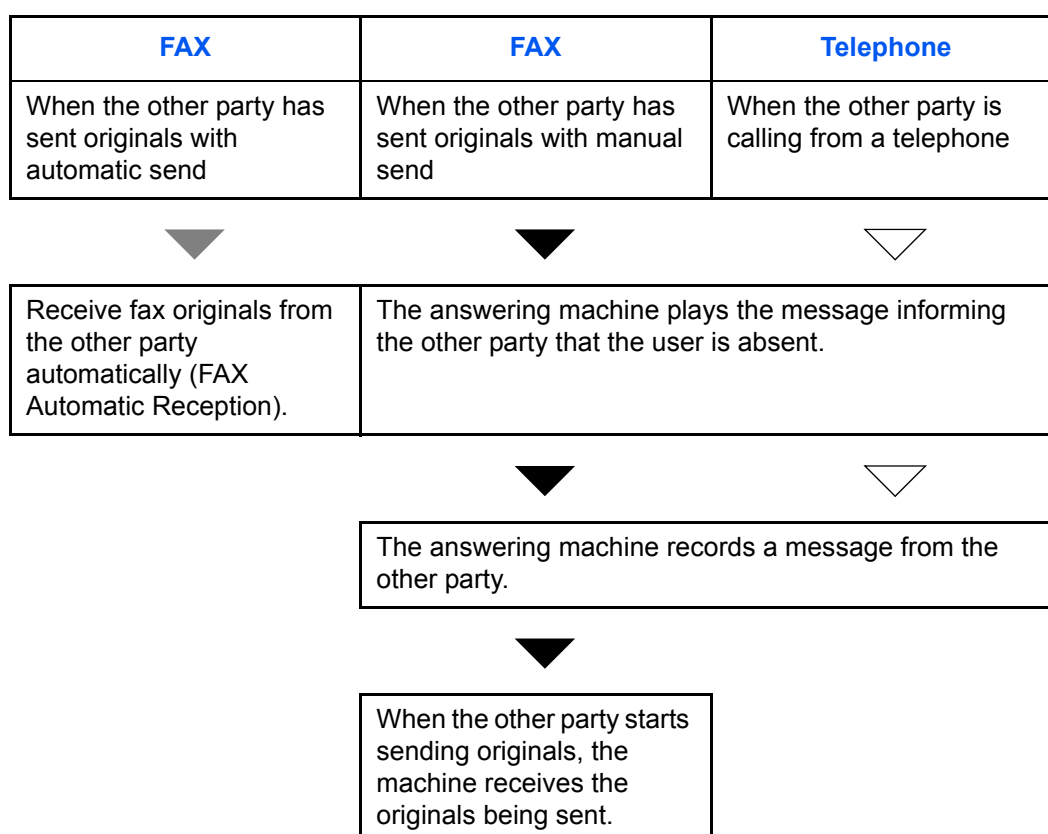 FAX
FAX
Telephone
When the other party has
sent originals with
automatic send
When the other party has
sent originals with manual
send
When the other party is
calling from a telephone
Receive fax originals from
the other party
automatically (FAX
Automatic Reception).
The answering machine plays the message informing
the other party that the user is absent.
The answering machine records a message from the
other party.
When the other party starts
sending originals, the
machine receives the
originals being sent.